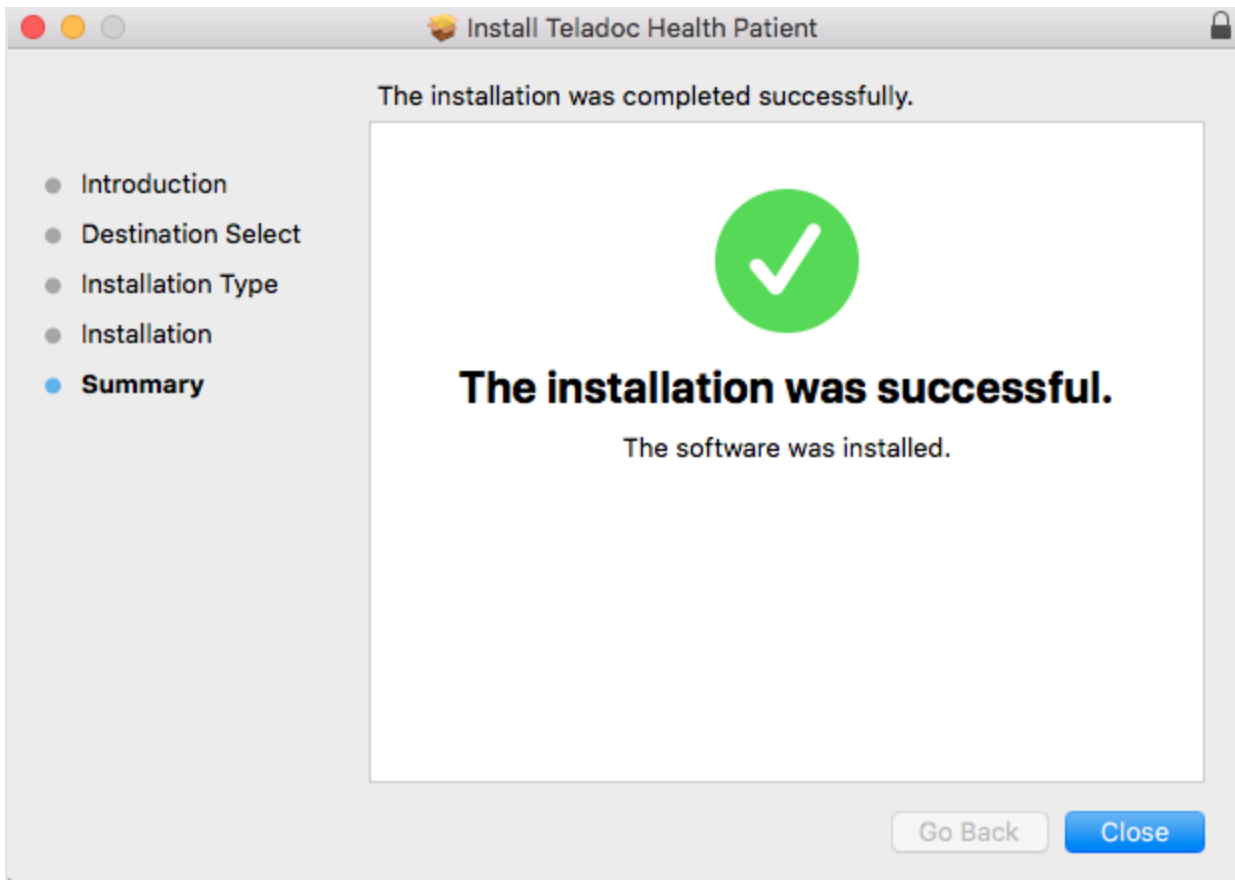 Install Teladoc Health Patient
The installation was completed successfully.
Introduction
Destination Select
Installation Type
Installation
Summary
The installation was successful.
The software was installed.
Go Back
Close